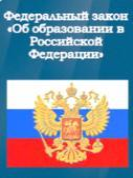 Федеральный закон
«Об образовании в
Российской
Федерации»